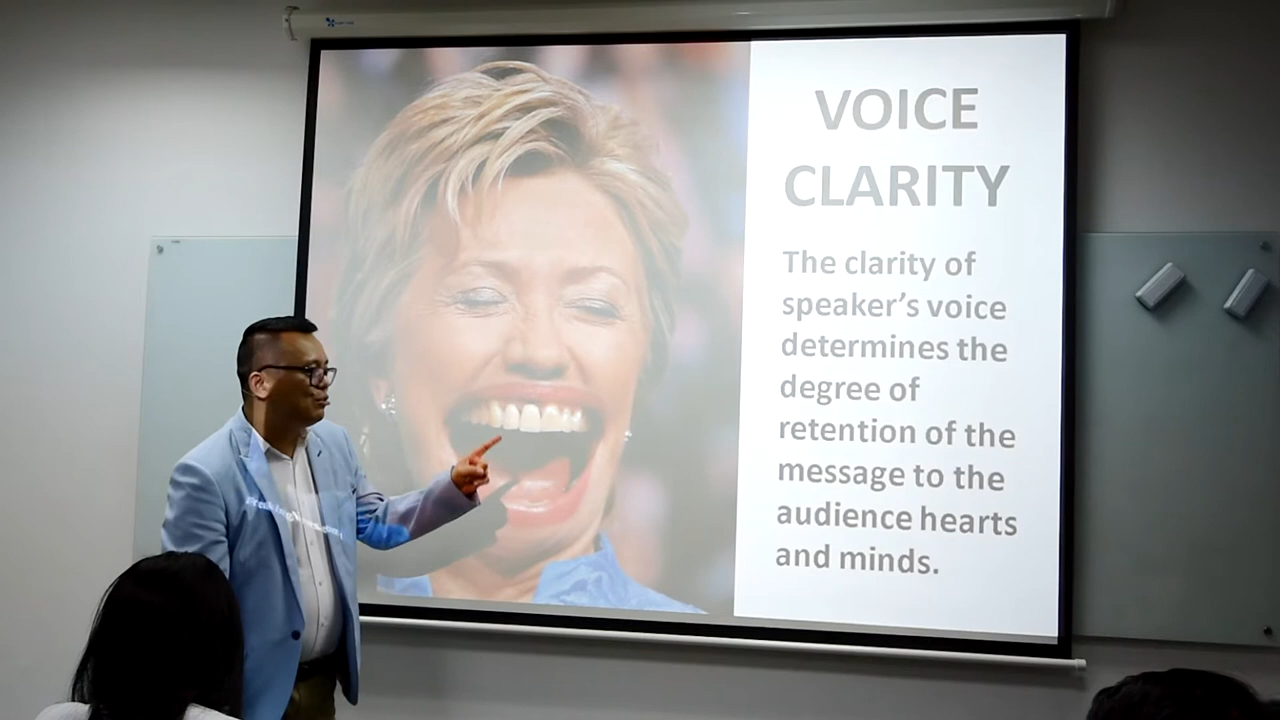 VOICE
CLARITY
The clarity of
speaker's voice
determines the
degree of
retention of the
message to the
audience hearts
and minds.